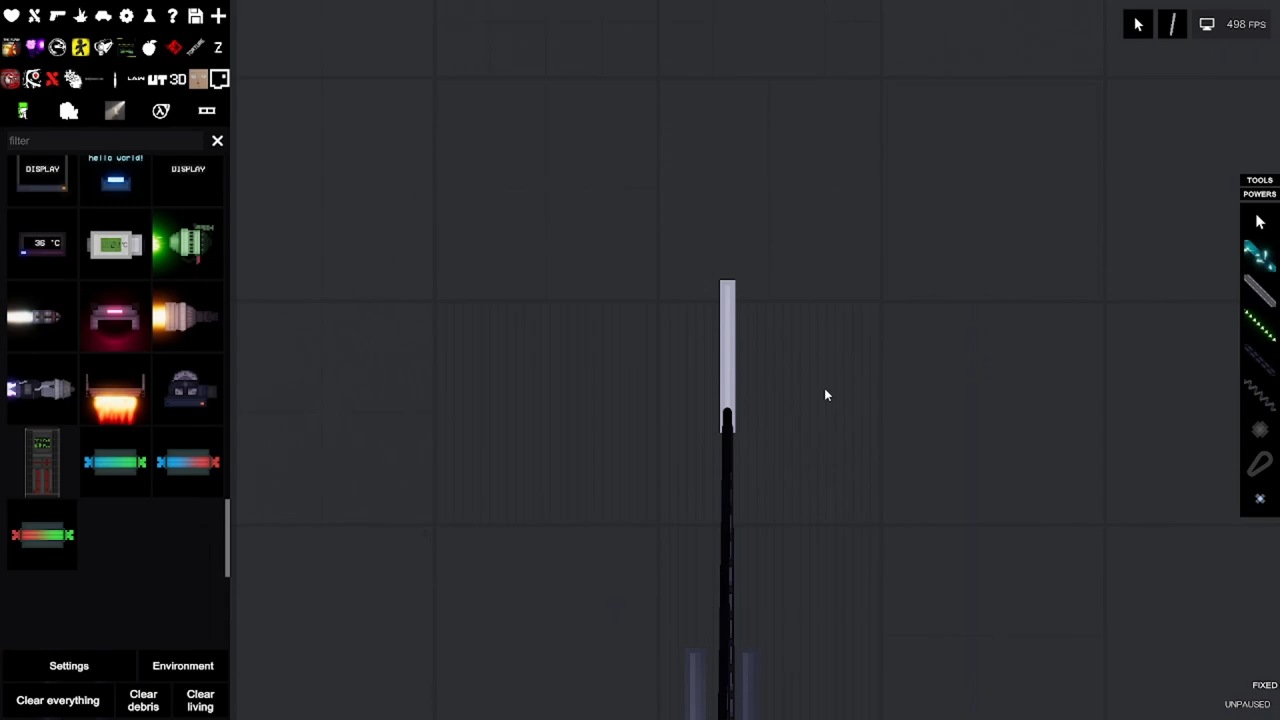 498 FPS
LAW UT 3D
Z
filter
hello world!
DISPLAY
DISPLAY
36 °C
TOOLS
POWERS
Settings
Environment
Clear everything
Clear debris
Clear living
FIXED
UNPAUSED